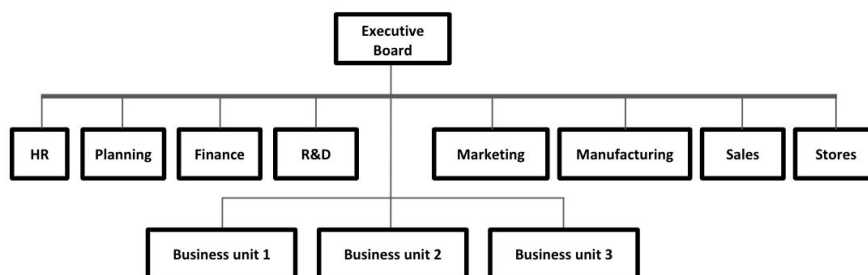 Executive
Board
HR
Planning
Finance
R&D
Marketing
Manufacturing
Sales
Stores
Business unit 1
Business unit 2
Business unit 3